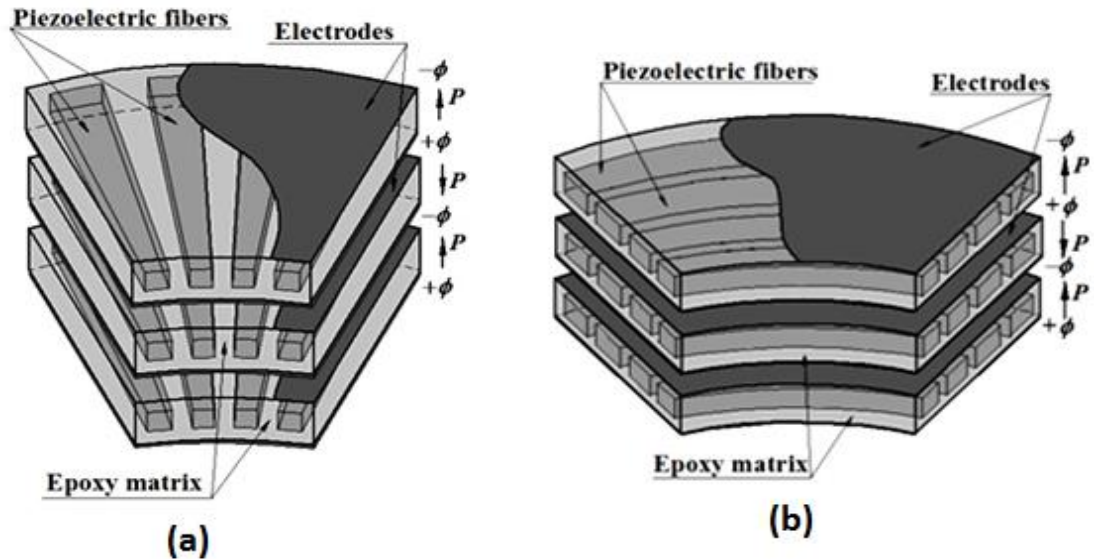 Piezoelectric fibers
Electrodes
−ϕ
P
+ϕ
P
−ϕ
P
+ϕ
Epoxy matrix
(a)
Piezoelectric fibers
Electrodes
−ϕ
P
+ϕ
P
−ϕ
P
+ϕ
Epoxy matrix
(b)